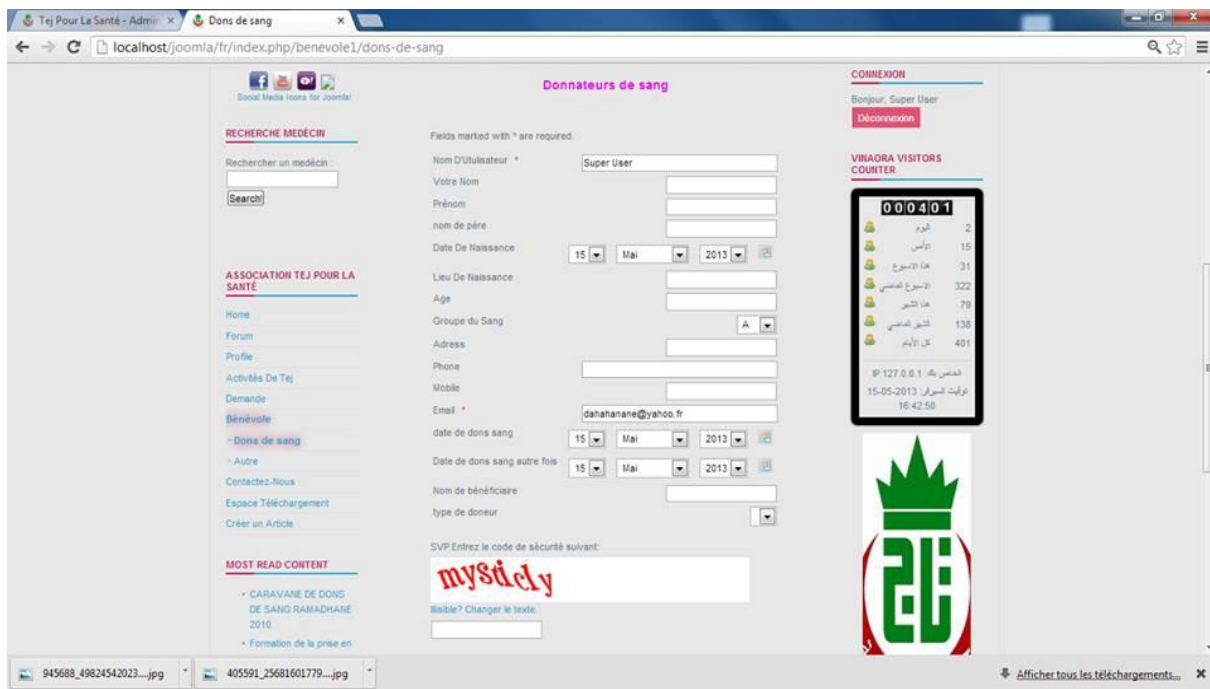 Tej Pour La Santé - Admin
Dons de sang
localhost/joomla/fr/index.php/benevole1/dons-de-sang
Social Media Icons for Joomla!
RECHERCHE MEDÉCIN
Rechercher un medécin :
Search!
ASSOCIATION TEJ POUR LA
SANTÉ
Home
Forum
Profile
Activités De Tej
Demande
Bénévole
Dons de sang
Autre
Contactez-Nous
Espace Téléchargement
Créer un Article
MOST READ CONTENT
CARAVANE DE DONS
DE SANG RAMADHANE
2010
Formation de la prise en
Donnateurs de sang
Fields marked with * are required.
Nom D'Utulisateur * Super User
Votre Nom
Prénom
nom de père
Date De Naissance 15 Mai 2013
Lieu De Naissance
Age
Groupe du Sang A
Adress
Phone
Mobile
Email * dahahanane@yahoo.fr
date de dons sang 15 Mai 2013
Date de dons sang autre fois 15 Mai 2013
Nom de bénéficiaire
type de doneur
SVP Entrez le code de sécurité suivant:
mysticly
Illisible? Changer le texte.
CONNEXION
Bonjour, Super User
Déconnexion
VINAORA VISITORS
COUNTER
000401
اليوم 2
الأمس 15
هذا الاسبوع 31
الاسبوع الماضي 322
هذا الشهر 79
الشهر الماضي 138
كل الأيام 401
IP 127.0.0.1 الخاص بك:
توقيت السيرفر: 2013-05-15
16:42:50
945688_49824542023....jpg
405591_25681601779....jpg
Afficher tous les téléchargements...